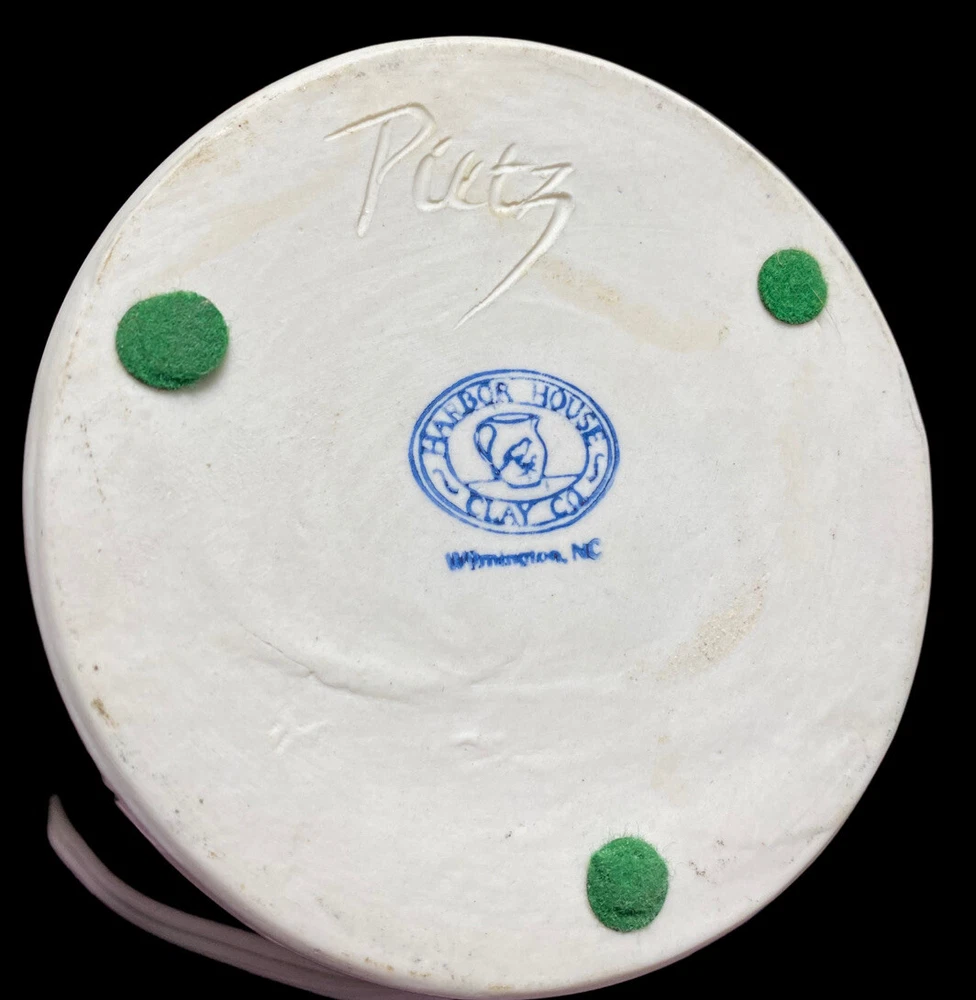 Pietz
HARBOR HOUSE
CLAY CO.
Wilmington, NC